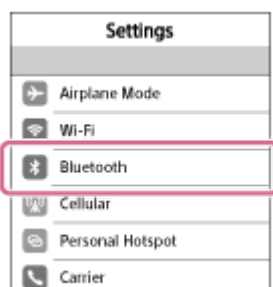 Settings
Airplane Mode
Wi-Fi
Bluetooth
Cellular
Personal Hotspot
Carrier